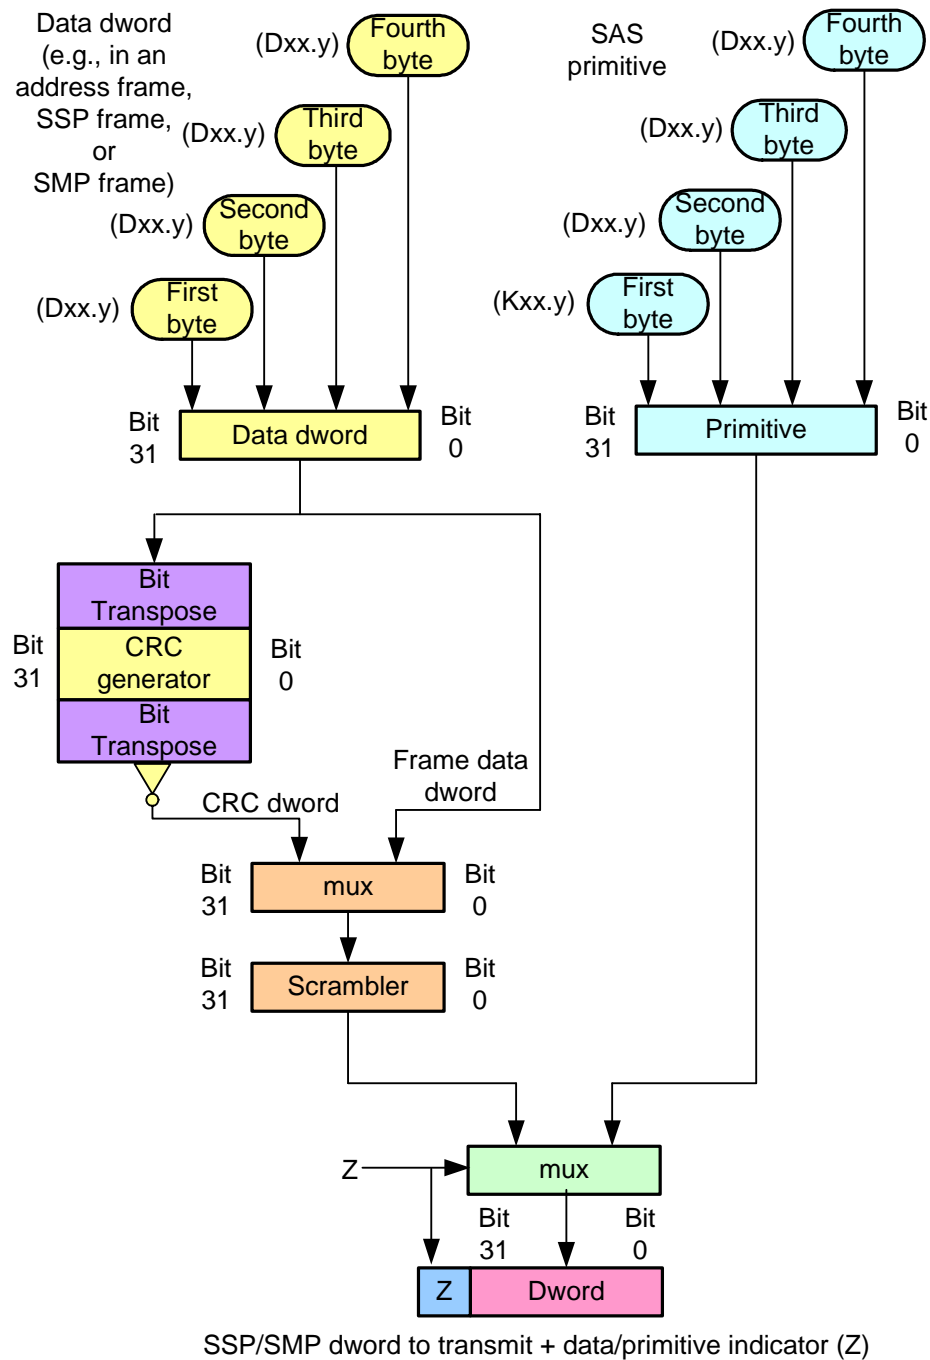 Data dword
(e.g., in an
address frame,
SSP frame,
or
SMP frame)
(Dxx.y)
Fourth
byte
(Dxx.y)
Third
byte
(Dxx.y)
Second
byte
(Dxx.y)
First
byte
Bit
31
Data dword
Bit
0
SAS
primitive
(Dxx.y)
Fourth
byte
(Dxx.y)
Third
byte
(Dxx.y)
Second
byte
(Kxx.y)
First
byte
Bit
31
Primitive
Bit
0
Bit
Transpose
Bit
31
CRC
generator
Bit
0
Bit
Transpose
CRC dword
Frame data
dword
Bit
31
mux
Bit
0
Bit
31
Scrambler
Bit
0
Z
mux
Bit
31
Bit
0
Z
Dword
SSP/SMP dword to transmit + data/primitive indicator (Z)